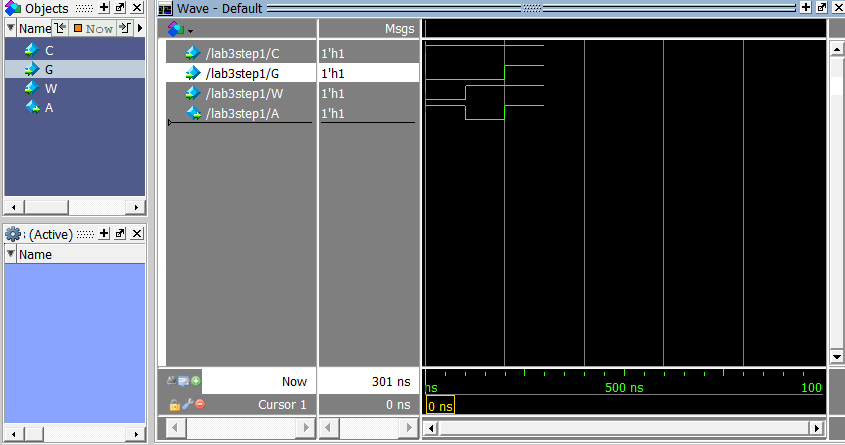 Objects
Name
Now
C
G
W
A
: (Active)
Name
Wave - Default
Msgs
/lab3step1/C 1'h1
/lab3step1/G 1'h1
/lab3step1/W 1'h1
/lab3step1/A 1'h1
Now 301 ns
ns 500 ns 100
Cursor 1 0 ns
0 ns